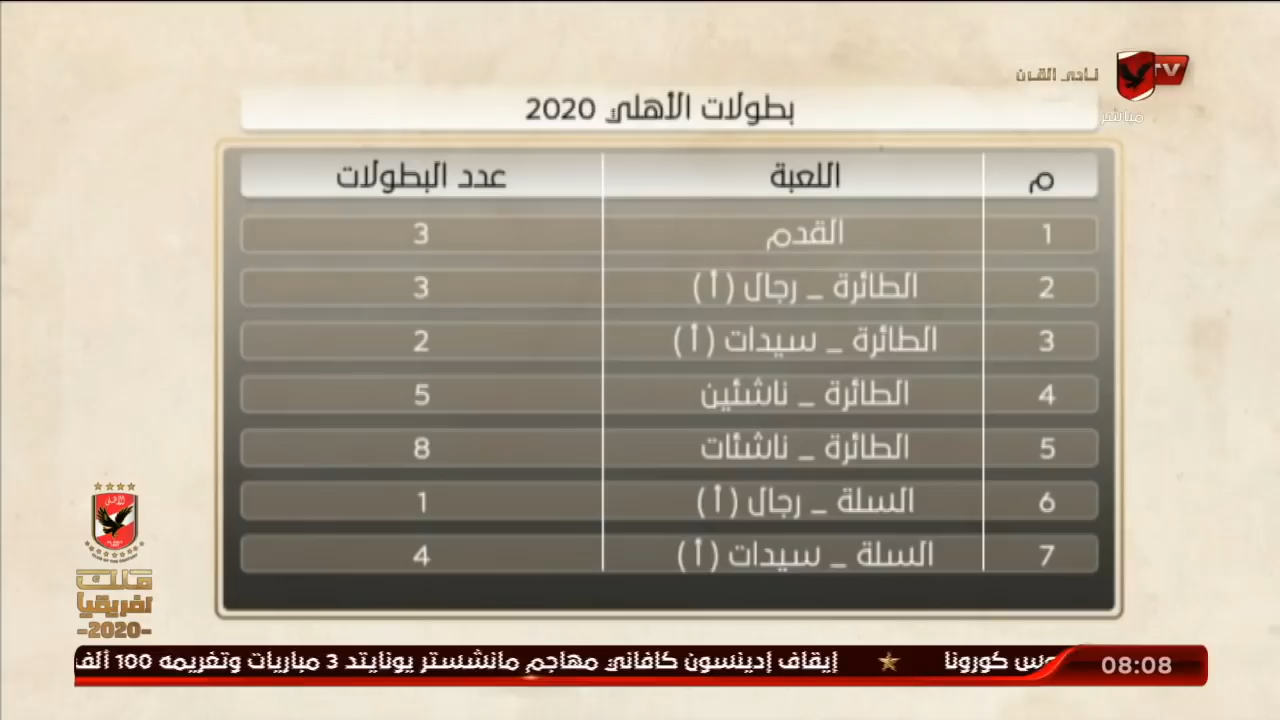 نادي القرن
TV
مباشر
بطولات الأهلي 2020
م اللعبة عدد البطولات
1 القدم 3
2 الطائرة _ رجال (أ) 3
3 الطائرة _ سيدات (أ) 2
4 الطائرة _ ناشئين 5
5 الطائرة _ ناشئات 8
6 السلة _ رجال (أ) 1
7 السلة _ سيدات (أ) 4
ملك
إفريقيا
-2020-
08:08 كورونا ★ إيقاف إدينسون كافاني مهاجم مانشستر يونايتد 3 مباريات وتغريمه 100 ألف